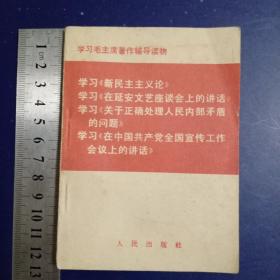 学习毛主席著作辅导读物
学习《新民主主义论》
学习《在延安文艺座谈会上的讲话》
学习《关于正确处理人民内部矛盾
的问题》
学习《在中国共产党全国宣传工作
会议上的讲话》
人民出版社